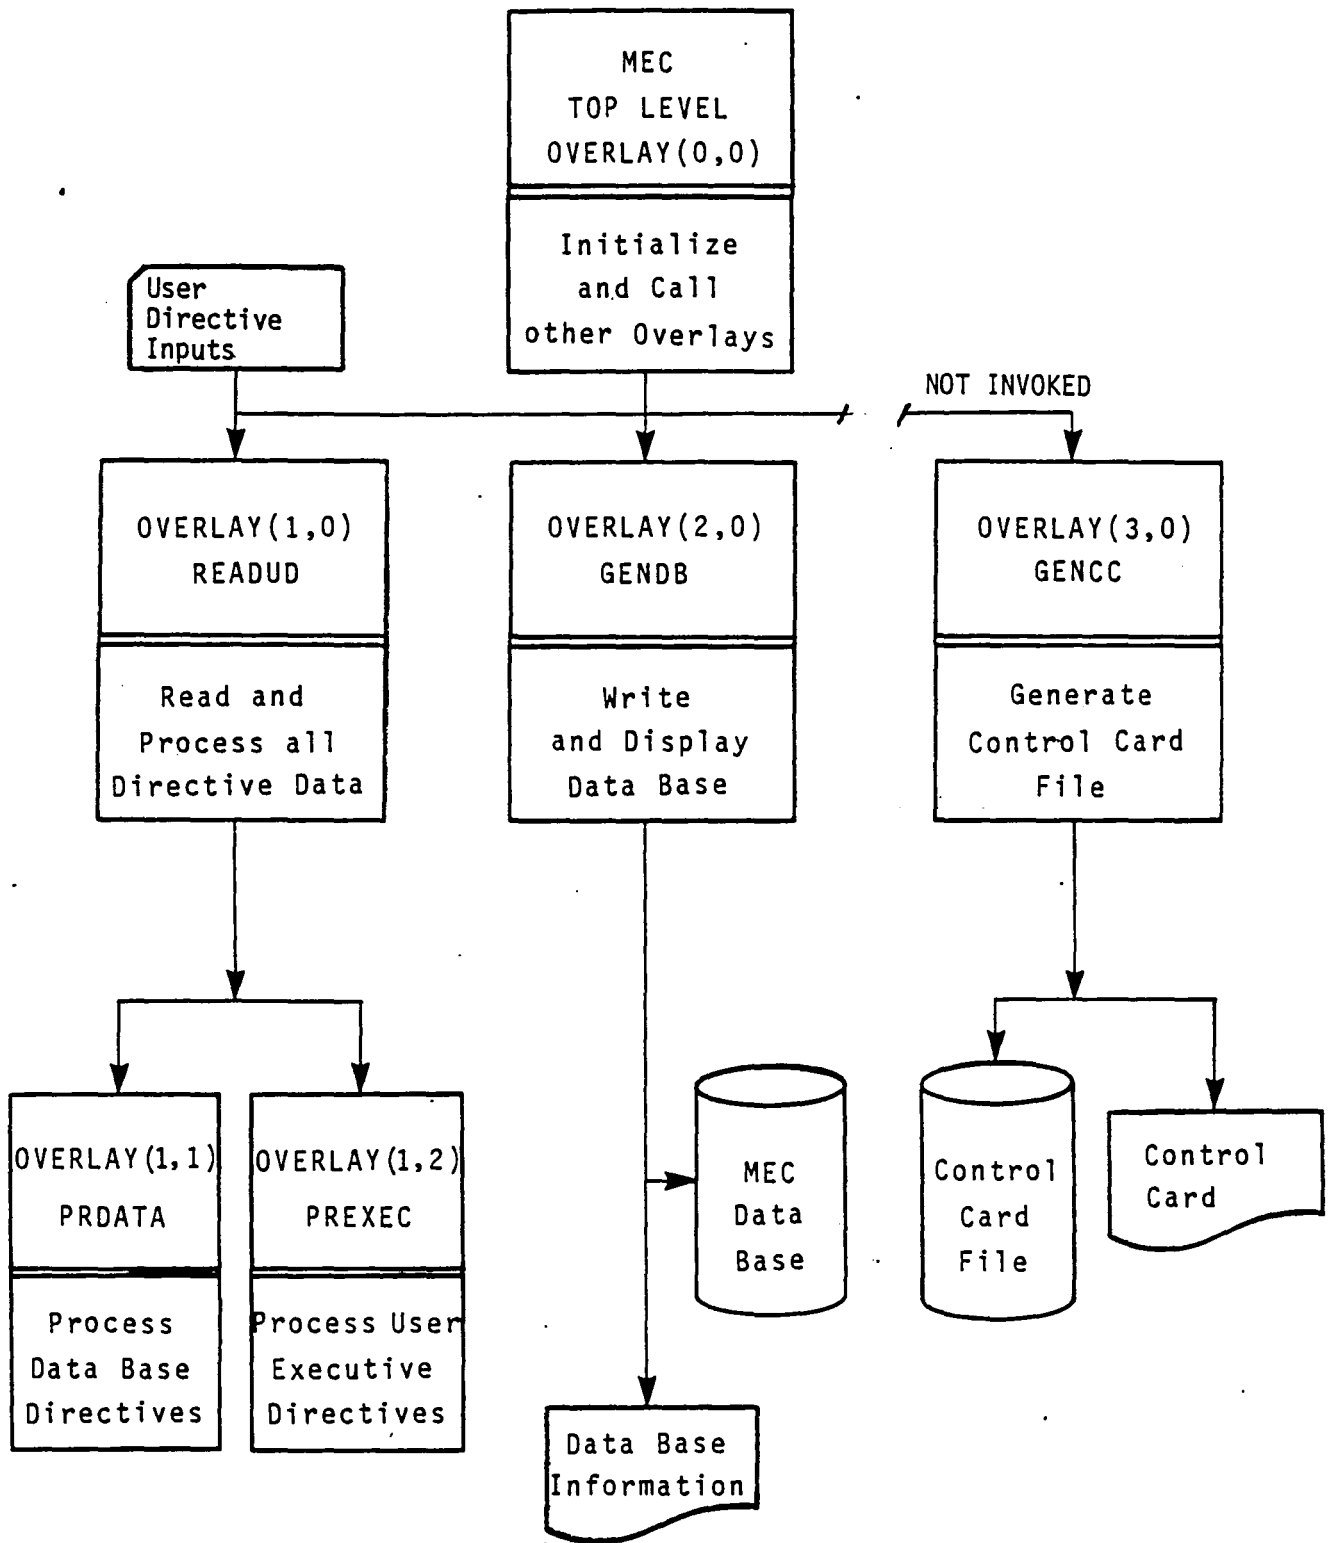 MEC
TOP LEVEL
OVERLAY(0,0)
Initialize
and Call
other Overlays
User
Directive
Inputs
NOT INVOKED
OVERLAY(1,0)
READUD
Read and
Process all
Directive Data
OVERLAY(2,0)
GENDB
Write
and Display
Data Base
OVERLAY(3,0)
GENCC
Generate
Control Card
File
OVERLAY(1,1)
PRDATA
Process
Data Base
Directives
OVERLAY(1,2)
PREXEC
Process User
Executive
Directives
MEC
Data
Base
Control
Card
File
Control
Card
Data Base
Information